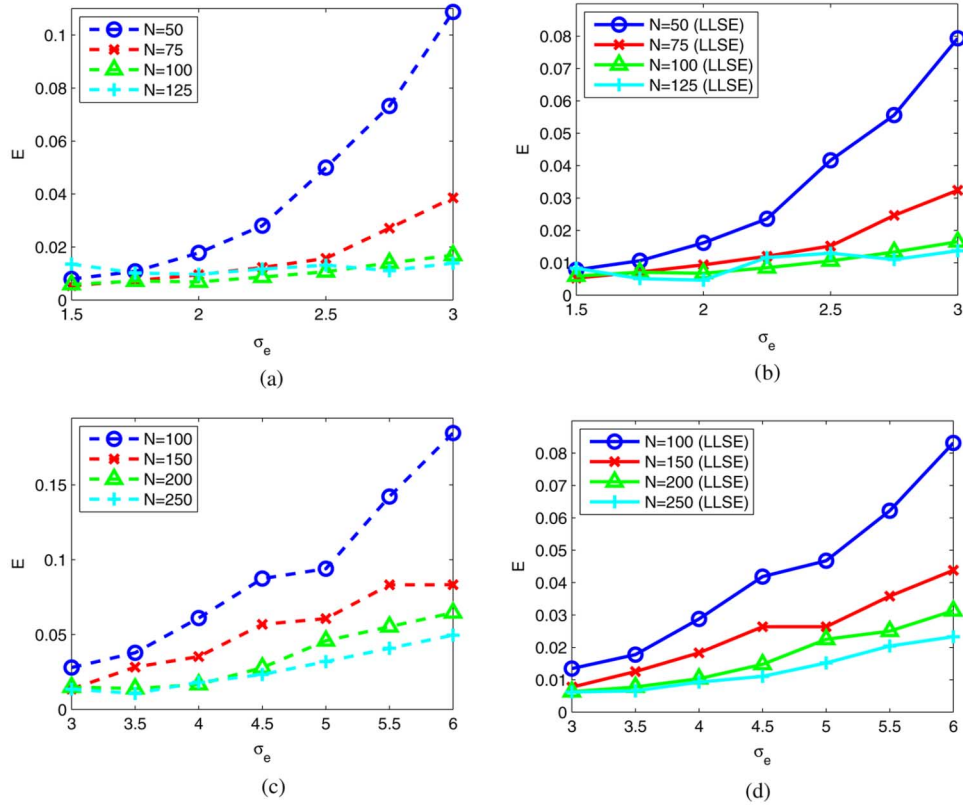 0.1
0.08
0.06
0.04
0.02
0
E
N=50
N=75
N=100
N=125
1.5 2 2.5 3
σe
(a)
0.08
0.07
0.06
0.05
0.04
0.03
0.02
0.01
0
E
N=50 (LLSE)
N=75 (LLSE)
N=100 (LLSE)
N=125 (LLSE)
1.5 2 2.5 3
σe
(b)
0.15
0.1
0.05
0
E
N=100
N=150
N=200
N=250
3 3.5 4 4.5 5 5.5 6
σe
(c)
0.08
0.07
0.06
0.05
0.04
0.03
0.02
0.01
0
E
N=100 (LLSE)
N=150 (LLSE)
N=200 (LLSE)
N=250 (LLSE)
3 3.5 4 4.5 5 5.5 6
σe
(d)